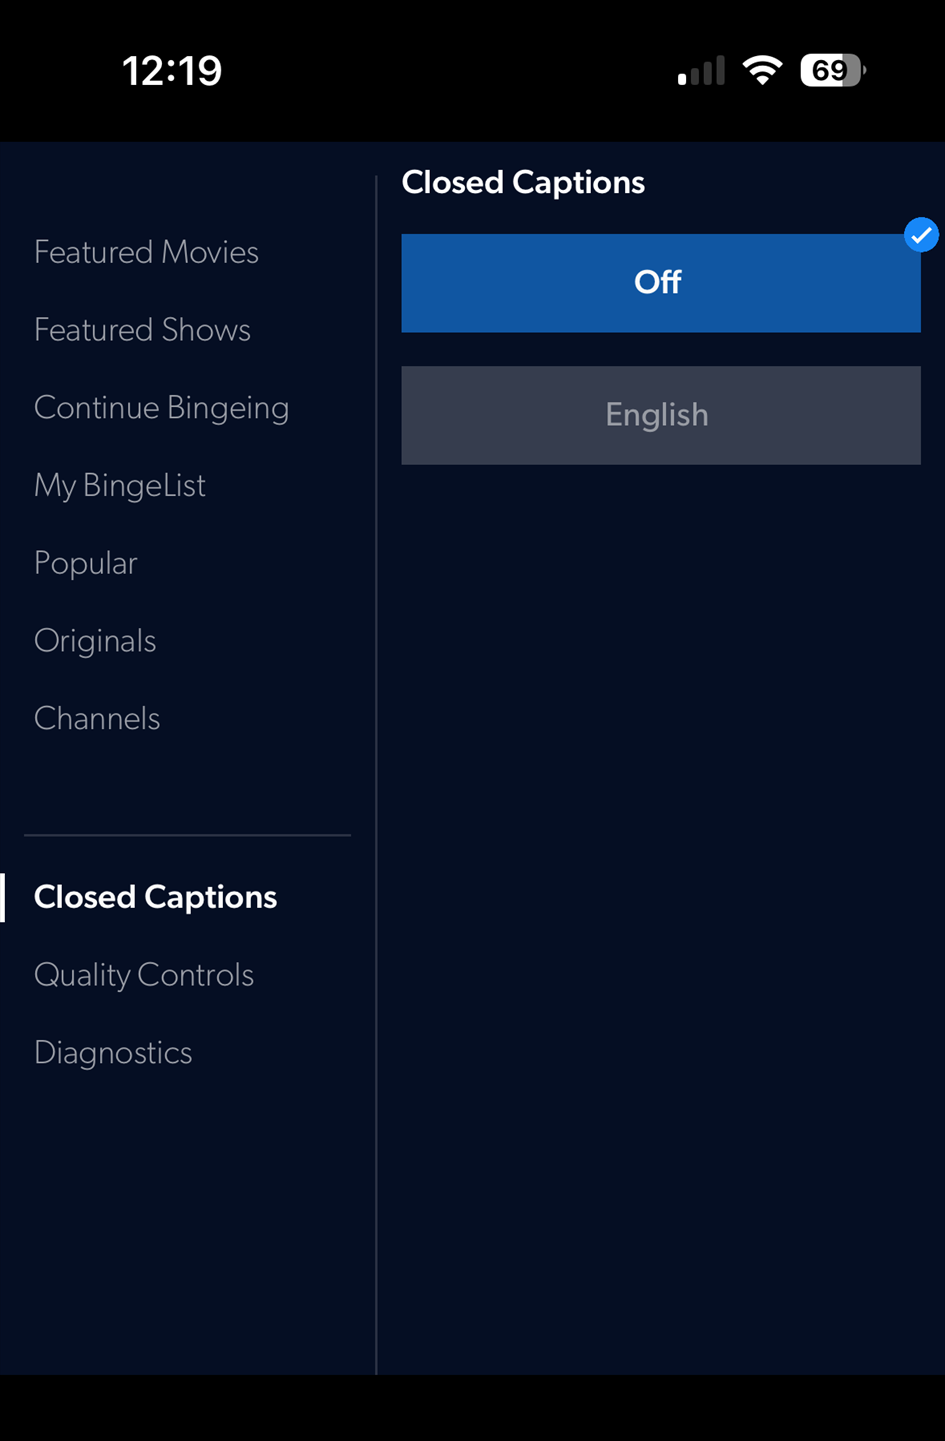 12:19
69
Closed Captions
Off
English
Featured Movies
Featured Shows
Continue Bingeing
My BingeList
Popular
Originals
Channels
Closed Captions
Quality Controls
Diagnostics